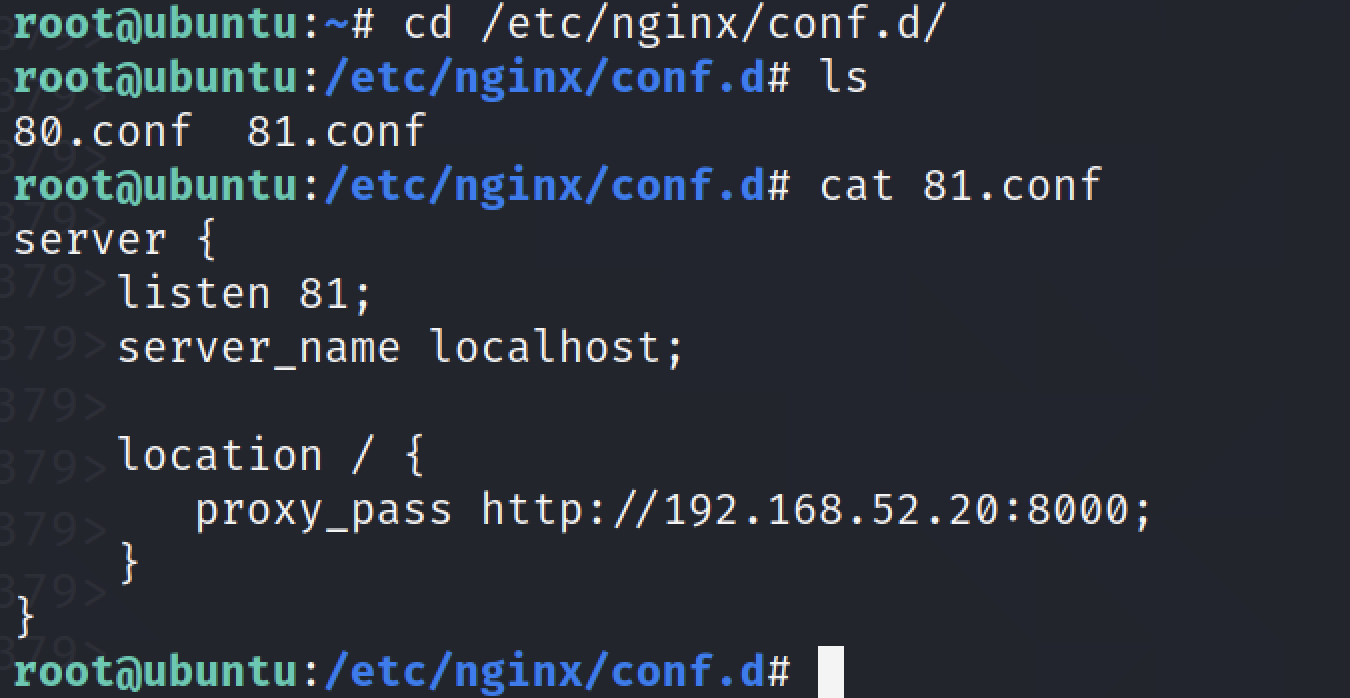 root@ubuntu:~# cd /etc/nginx/conf.d/
root@ubuntu:/etc/nginx/conf.d# ls
80.conf  81.conf
root@ubuntu:/etc/nginx/conf.d# cat 81.conf
server {
    listen 81;
    server_name localhost;

    location / {
       proxy_pass http://192.168.52.20:8000;
    }
}
root@ubuntu:/etc/nginx/conf.d#